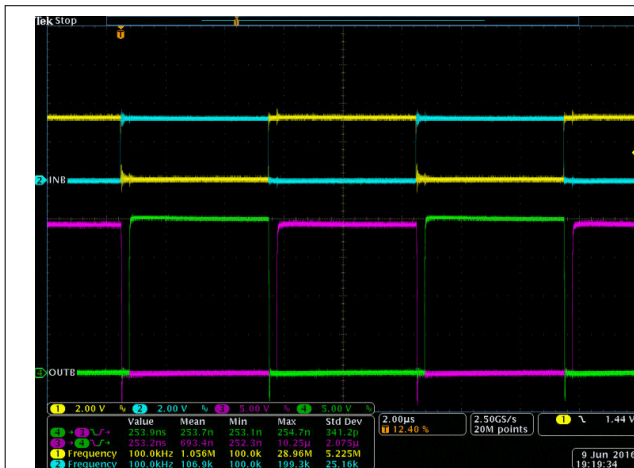 Tek Stop
T
T
2 INB
4 OUTB
1 2.00 V 2 2.00 V 3 5.00 V 4 5.00 V
2.00µs
T 12.40 %
2.50GS/s
20M points
1 1.44 V
Value Mean Min Max Std Dev
4 → 3 253.9ns 253.7n 253.1n 254.7n 341.2p
3 → 4 253.2ns 693.4n 252.3n 10.25µ 2.075µ
1 Frequency 100.0kHz 1.056M 100.0k 28.96M 5.225M
2 Frequency 100.0kHz 106.9k 100.0k 199.3k 25.16k
9 Jun 2016
19:19:34